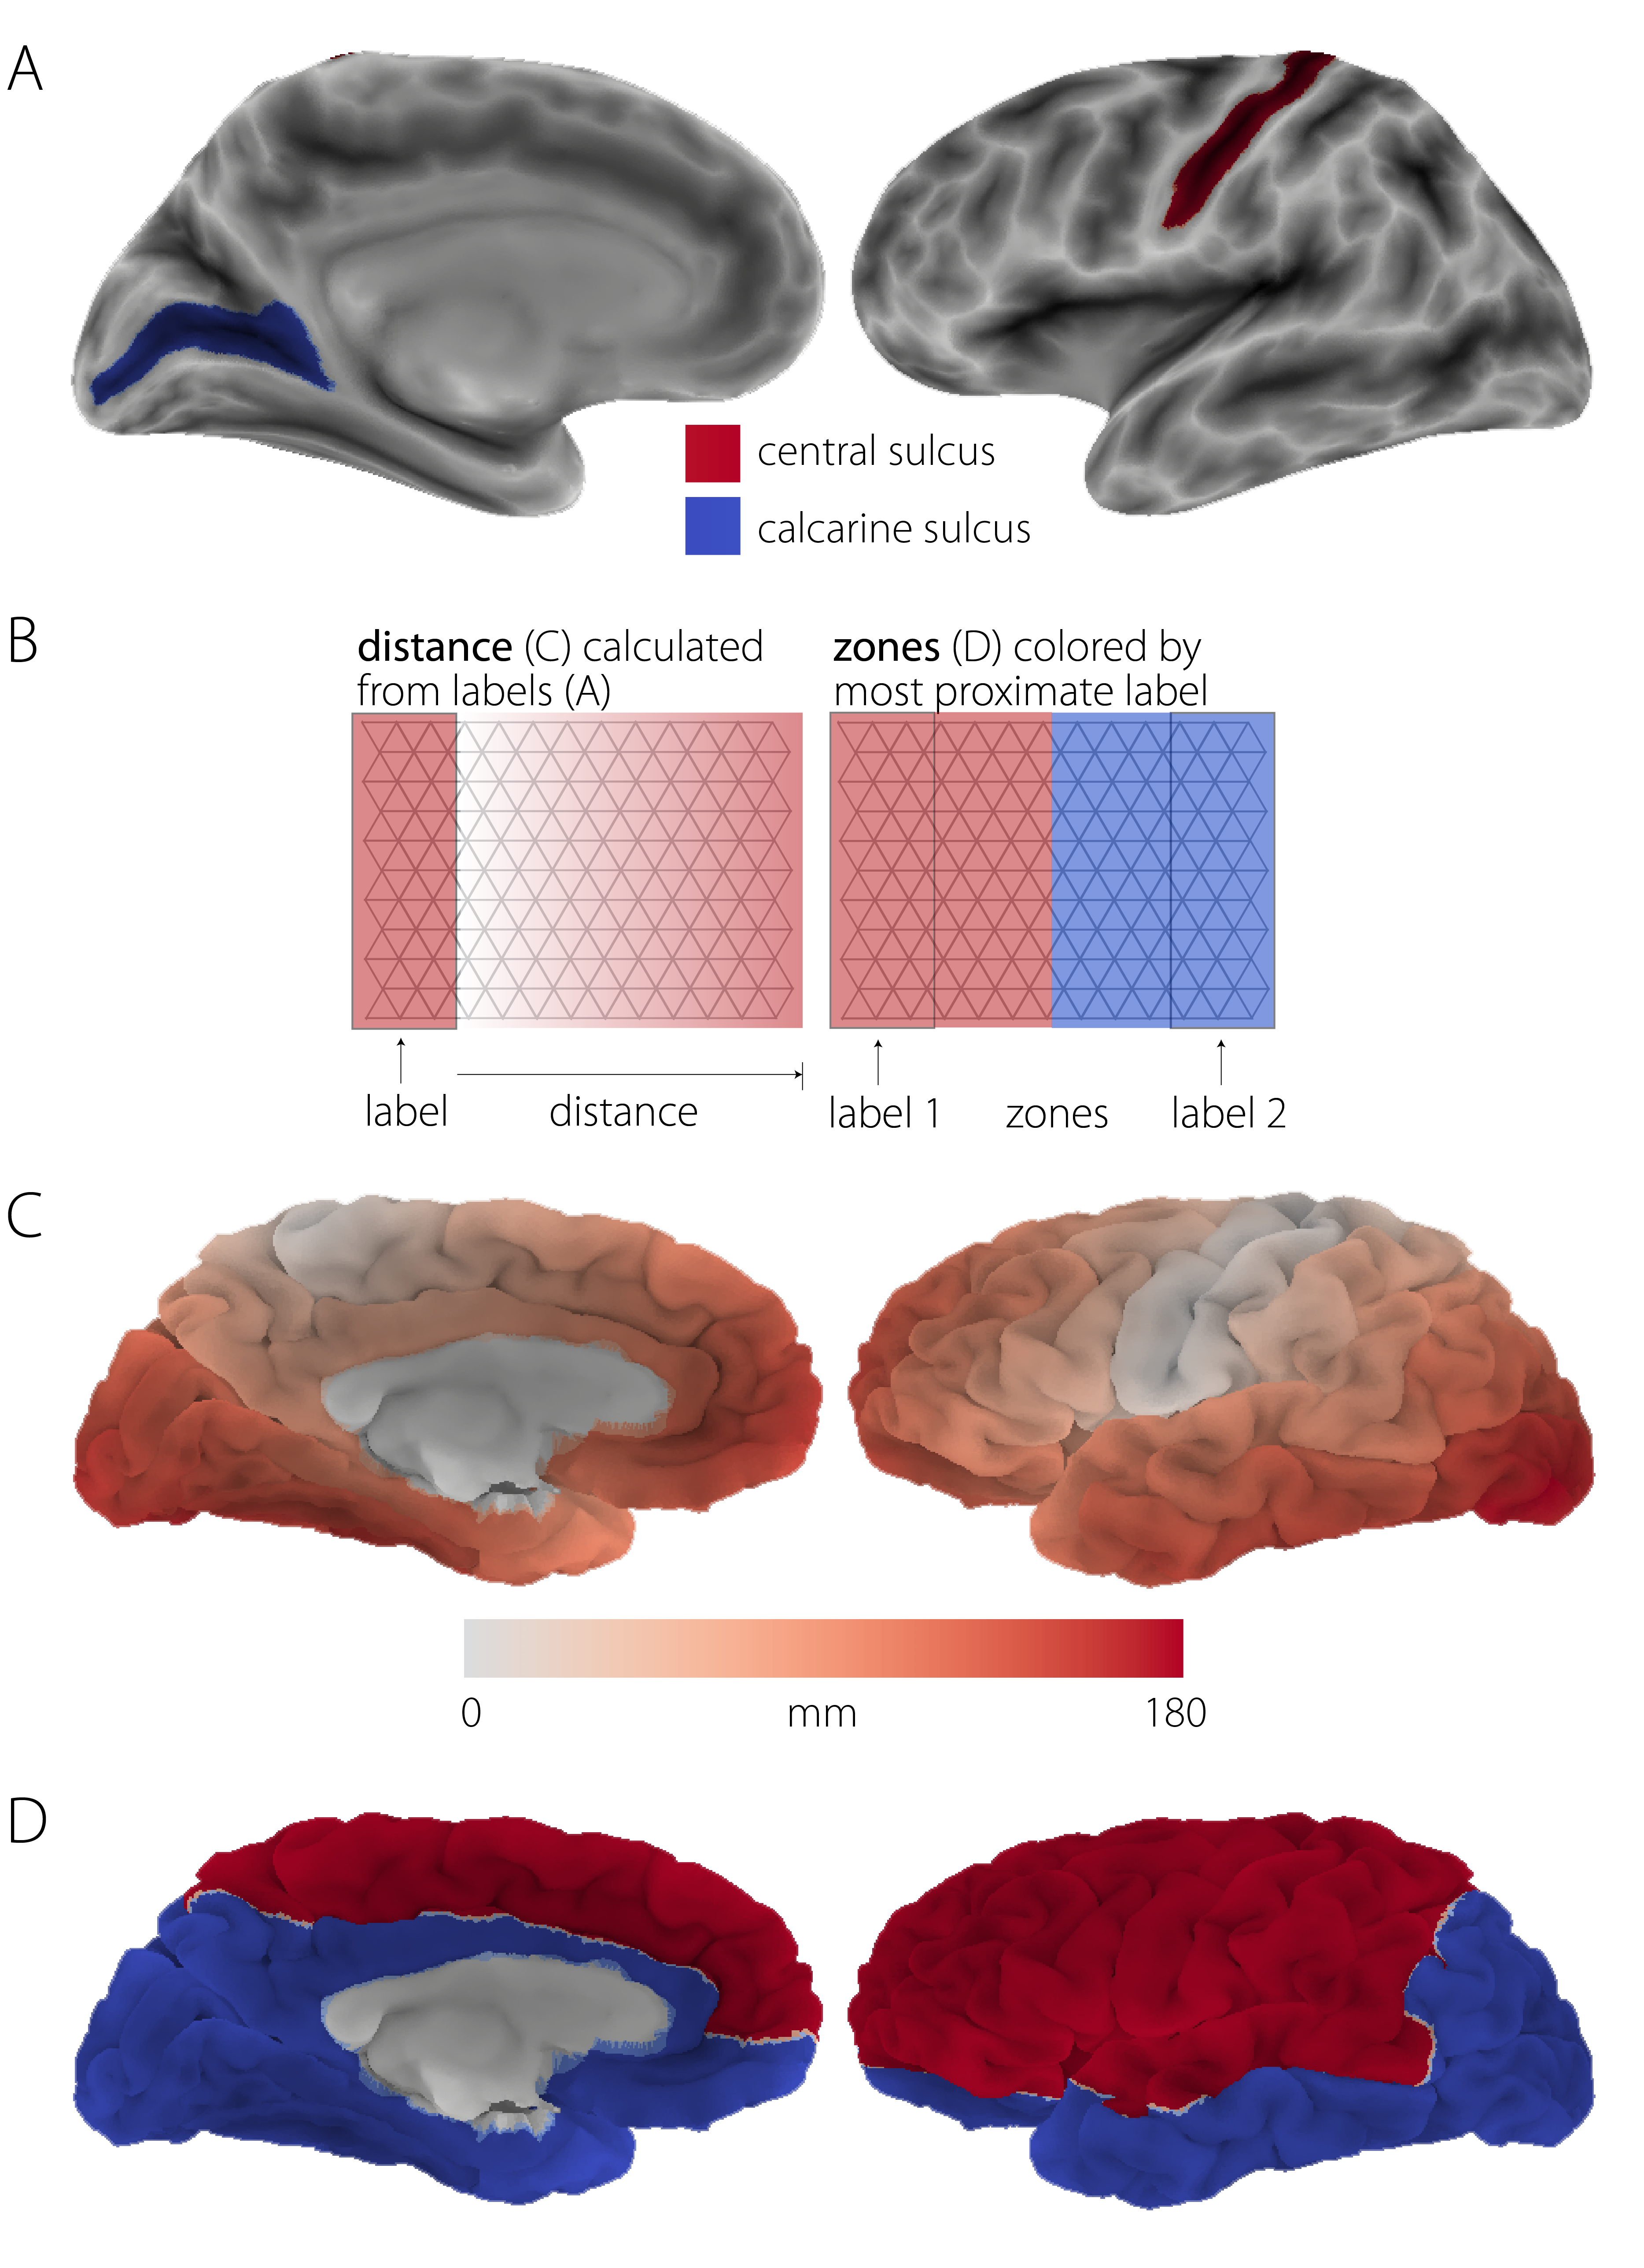 A
central sulcus
calcarine sulcus
B
distance (C) calculated
from labels (A)
zones (D) colored by
most proximate label
label
distance
label 1
zones
label 2
C
0
mm
180
D